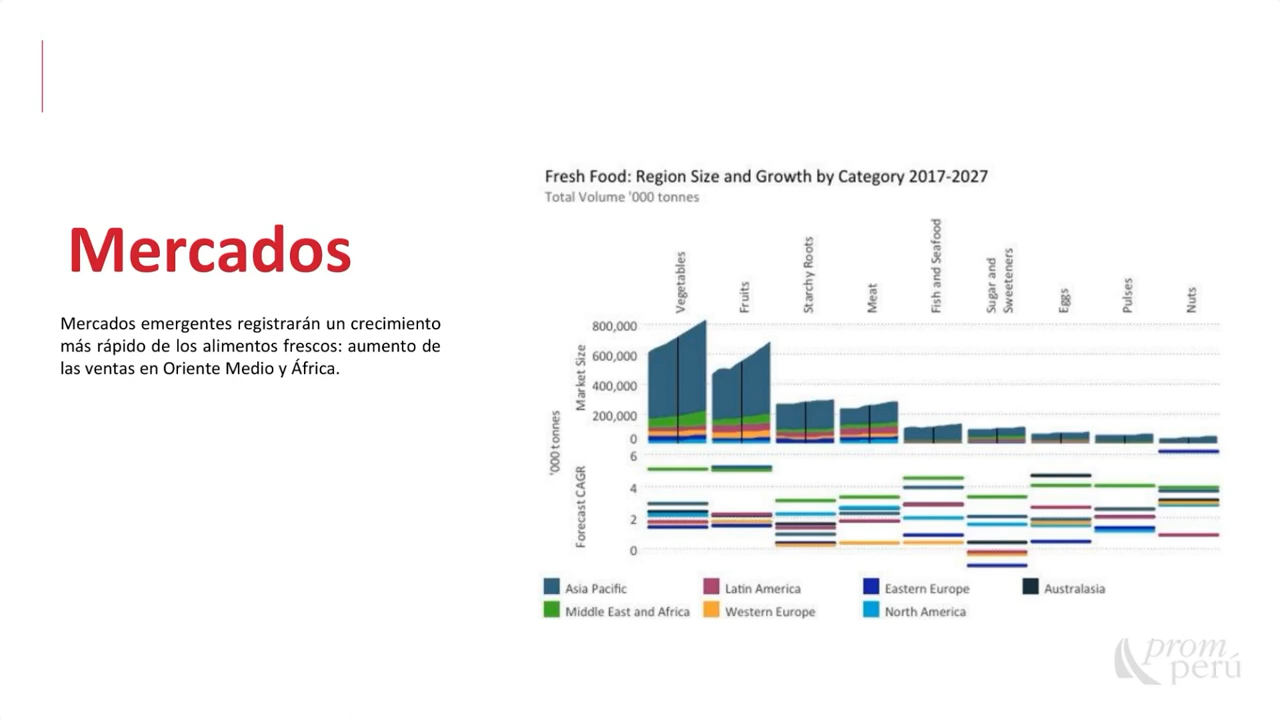 Mercados
Mercados emergentes registrarán un crecimiento
más rápido de los alimentos frescos: aumento de
las ventas en Oriente Medio y África.
Fresh Food: Region Size and Growth by Category 2017-2027
Total Volume '000 tonnes
Vegetables
Fruits
Starchy Roots
Meat
Fish and Seafood
Sugar and
Sweeteners
Eggs
Pulses
Nuts
'000 tonnes
Market Size
800,000
600,000
400,000
200,000
0
Forecast CAGR
6
4
2
0
Asia Pacific
Latin America
Eastern Europe
Australasia
Middle East and Africa
Western Europe
North America
prom
perú